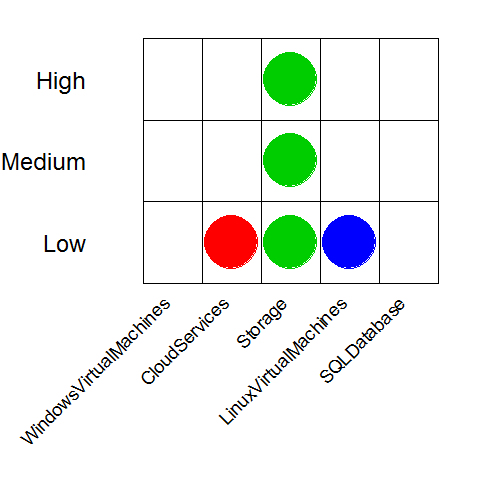 High
Medium
Low
WindowsVirtualMachines
CloudServices
Storage
LinuxVirtualMachines
SQLDatabase